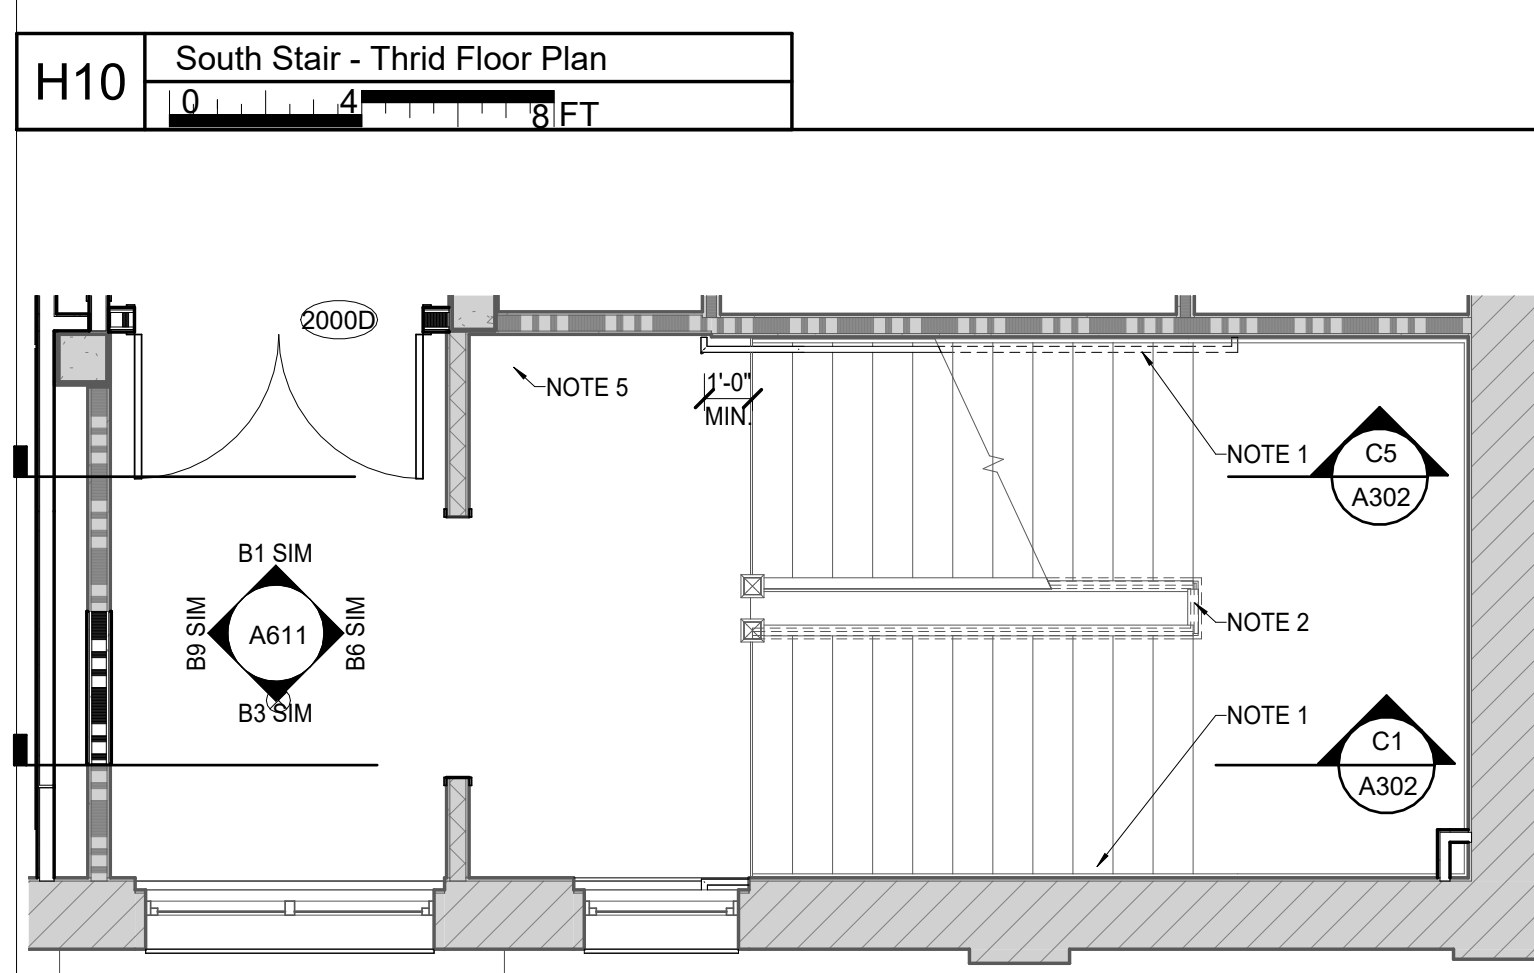 H10
South Stair - Thrid Floor Plan
0 4 8 FT
2000D
NOTE 5
1'-0"
MIN.
NOTE 1
C5
A302
B1 SIM
B9 SIM
A611
B6 SIM
B3 SIM
NOTE 2
NOTE 1
C1
A302